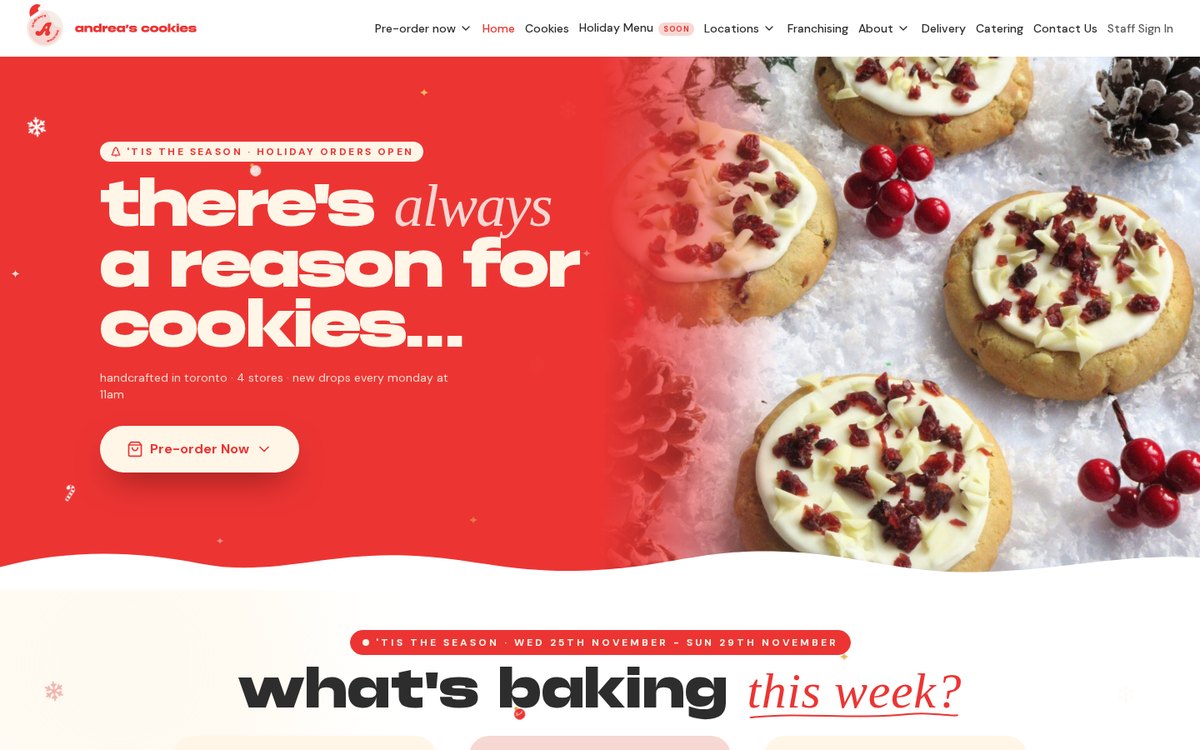 andrea's cookies
Pre-order now Home Cookies Holiday Menu SOON Locations Franchising About Delivery Catering Contact Us Staff Sign In
'TIS THE SEASON · HOLIDAY ORDERS OPEN
there's always
a reason for
cookies...
handcrafted in toronto · 4 stores · new drops every monday at
11am
Pre-order Now
'TIS THE SEASON · WED 25TH NOVEMBER - SUN 29TH NOVEMBER
what's baking this week?